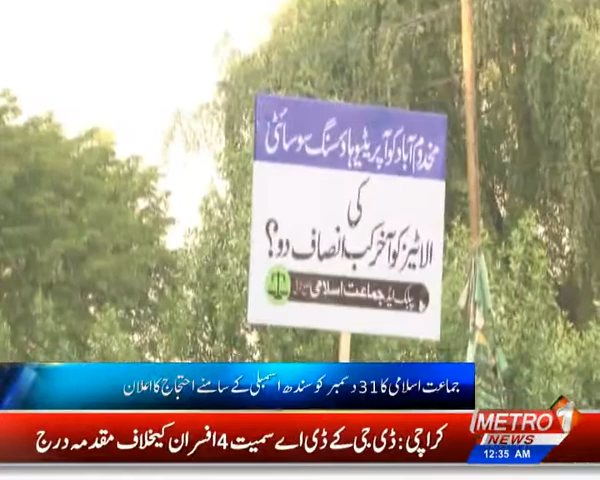 مخدوم آباد کوآپریٹیو ہاؤسنگ سوسائٹی
کی
الاٹیز کو آخر کب انصاف دو؟
پبلک ایڈ جماعت اسلامی
جماعت اسلامی کا 31 دسمبر کو سندھ اسمبلی کے سامنے احتجاج کا اعلان
کراچی: ڈی جی کے ڈی اے سمیت 4 افسران کیخلاف مقدمہ درج
METRO 1
NEWS
12:35 AM